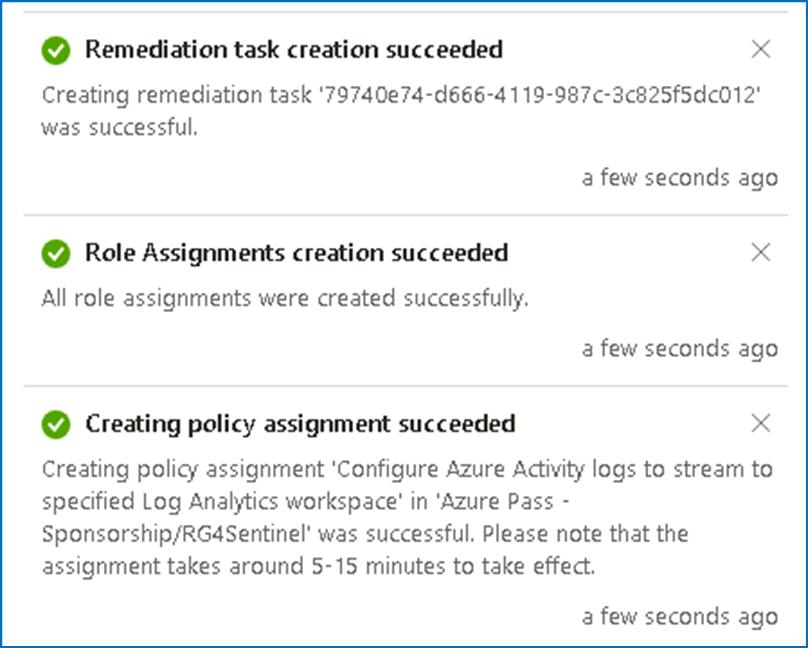 Remediation task creation succeeded
Creating remediation task '79740e74-d666-4119-987c-3c825f5dc012'
was successful.
a few seconds ago
Role Assignments creation succeeded
All role assignments were created successfully.
a few seconds ago
Creating policy assignment succeeded
Creating policy assignment 'Configure Azure Activity logs to stream to
specified Log Analytics workspace' in 'Azure Pass -
Sponsorship/RG4Sentinel' was successful. Please note that the
assignment takes around 5-15 minutes to take effect.
a few seconds ago